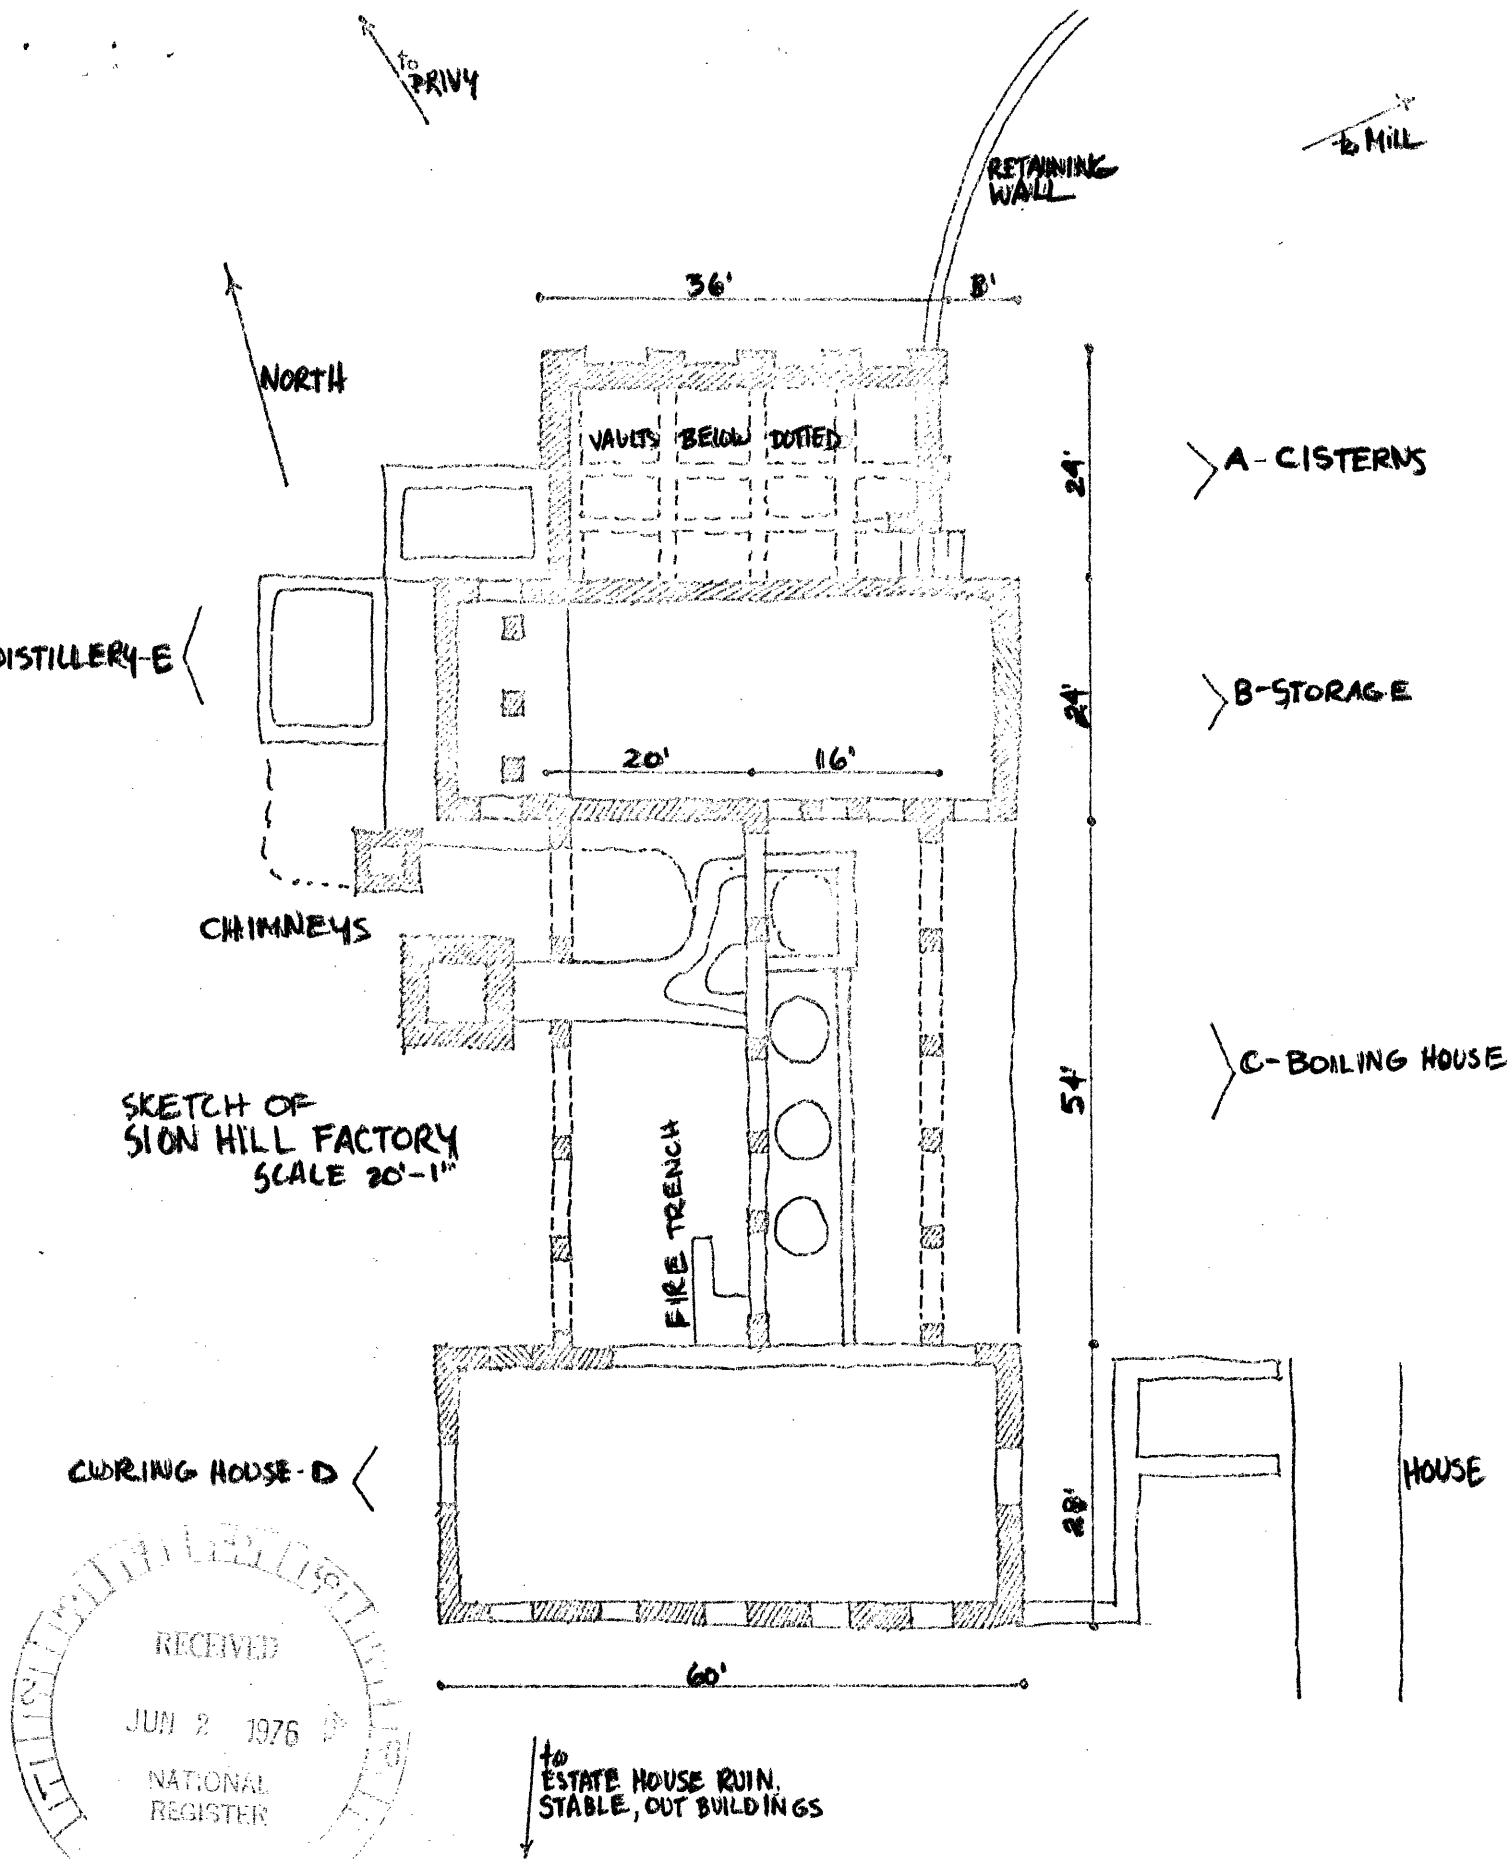 to
PRIVY
to MILL
RETAINING
WALL
36'
8'
NORTH
VAULTS BELOW DOTTED
24'
A-CISTERNS
DISTILLERY-E
24'
B-STORAGE
20'
16'
CHIMNEYS
54'
C-BOILING HOUSE
SKETCH OF
SION HILL FACTORY
SCALE 20'-1"
FIRE TRENCH
CURING HOUSE-D
28'
HOUSE
60'
RECEIVED
JUN 2 1976
NATIONAL
REGISTER
to
ESTATE HOUSE RUIN.
STABLE, OUT BUILDINGS